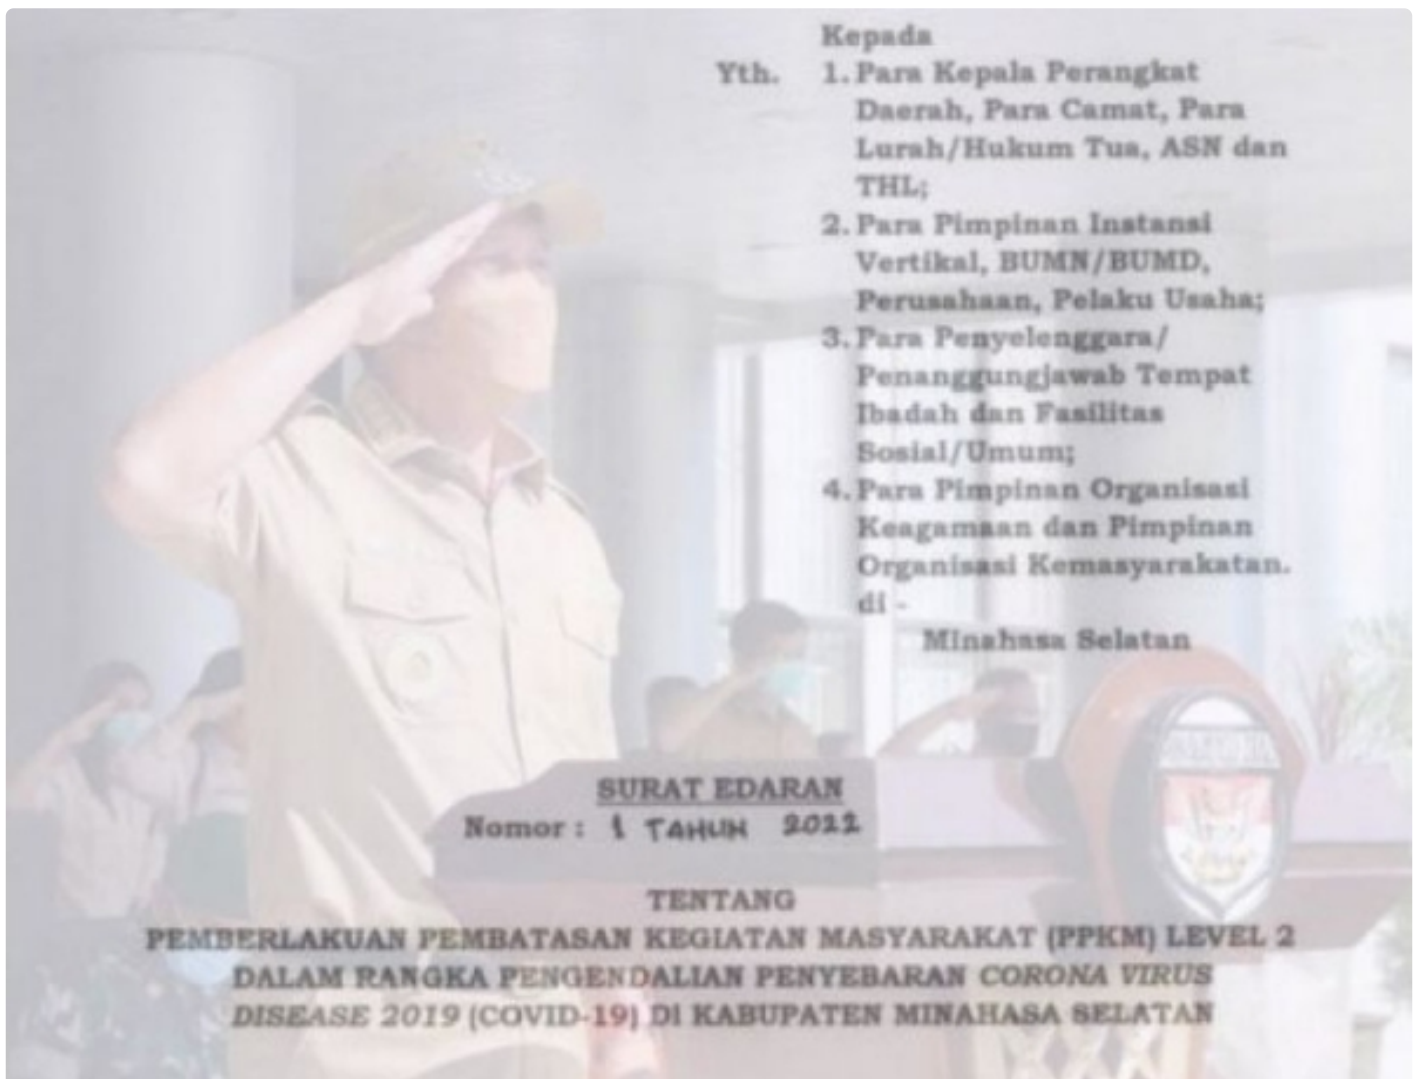 Kepada
Yth. 1. Para Kepala Perangkat
Daerah, Para Camat, Para
Lurah/Hukum Tua, ASN dan
THL;
2. Para Pimpinan Instansi
Vertikal, BUMN/BUMD,
Perusahaan, Pelaku Usaha;
3. Para Penyelenggara/
Penanggungjawab Tempat
Ibadah dan Fasilitas
Sosial/Umum;
4. Para Pimpinan Organisasi
Keagamaan dan Pimpinan
Organisasi Kemasyarakatan.
di -
Minahasa Selatan
SURAT EDARAN
Nomor : 1 TAHUN 2022
TENTANG
PEMBERLAKUAN PEMBATASAN KEGIATAN MASYARAKAT (PPKM) LEVEL 2
DALAM RANGKA PENGENDALIAN PENYEBARAN CORONA VIRUS
DISEASE 2019 (COVID-19) DI KABUPATEN MINAHASA SELATAN